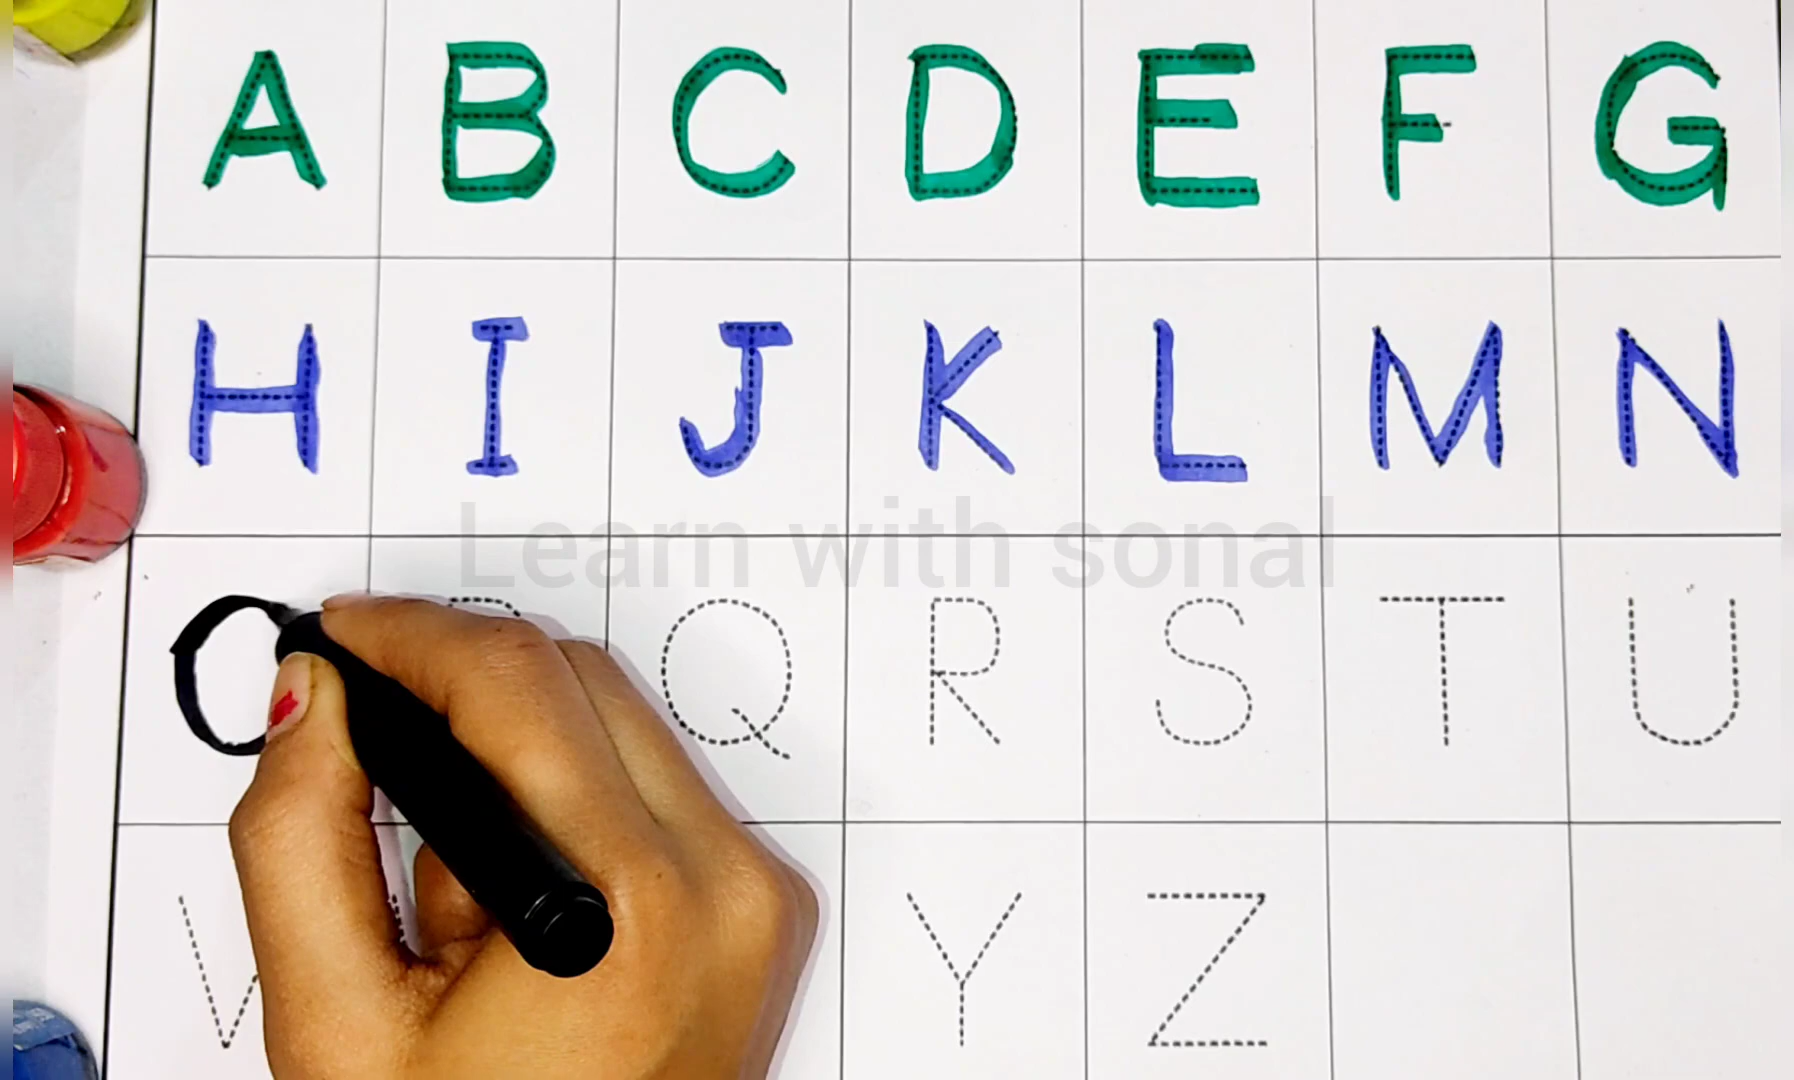 A B C D E F G
H I J K L M N
Learn with sonal
O P Q R S T U
V Y Z